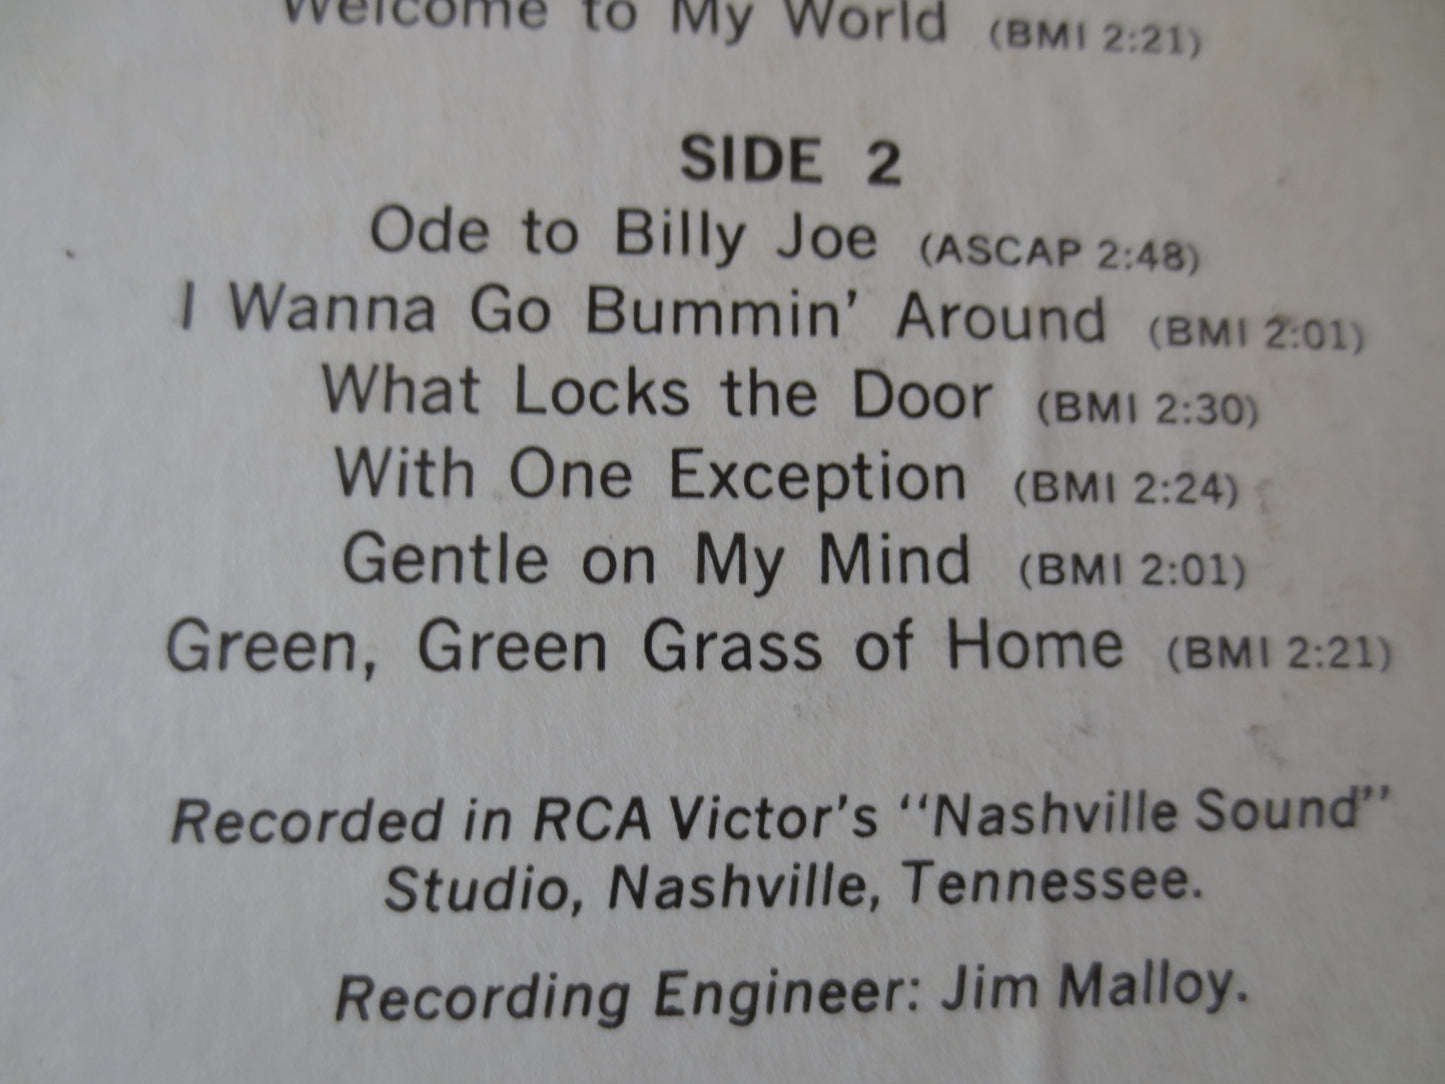 Welcome to My World (BMI 2:21)
SIDE 2
Ode to Billy Joe (ASCAP 2:48)
I Wanna Go Bummin' Around (BMI 2:01)
What Locks the Door (BMI 2:30)
With One Exception (BMI 2:24)
Gentle on My Mind (BMI 2:01)
Green, Green Grass of Home (BMI 2:21)
Recorded in RCA Victor's "Nashville Sound"
Studio, Nashville, Tennessee.
Recording Engineer: Jim Malloy.